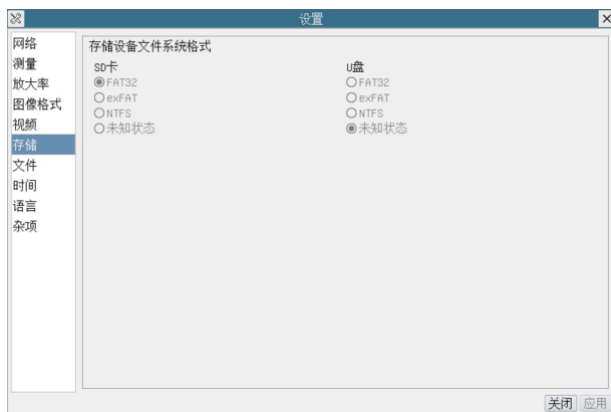 设置
网络
测量
放大率
图像格式
视频
存储
文件
时间
语言
杂项
存储设备文件系统格式
SD卡
FAT32
exFAT
NTFS
未知状态
U盘
FAT32
exFAT
NTFS
未知状态
关闭 应用